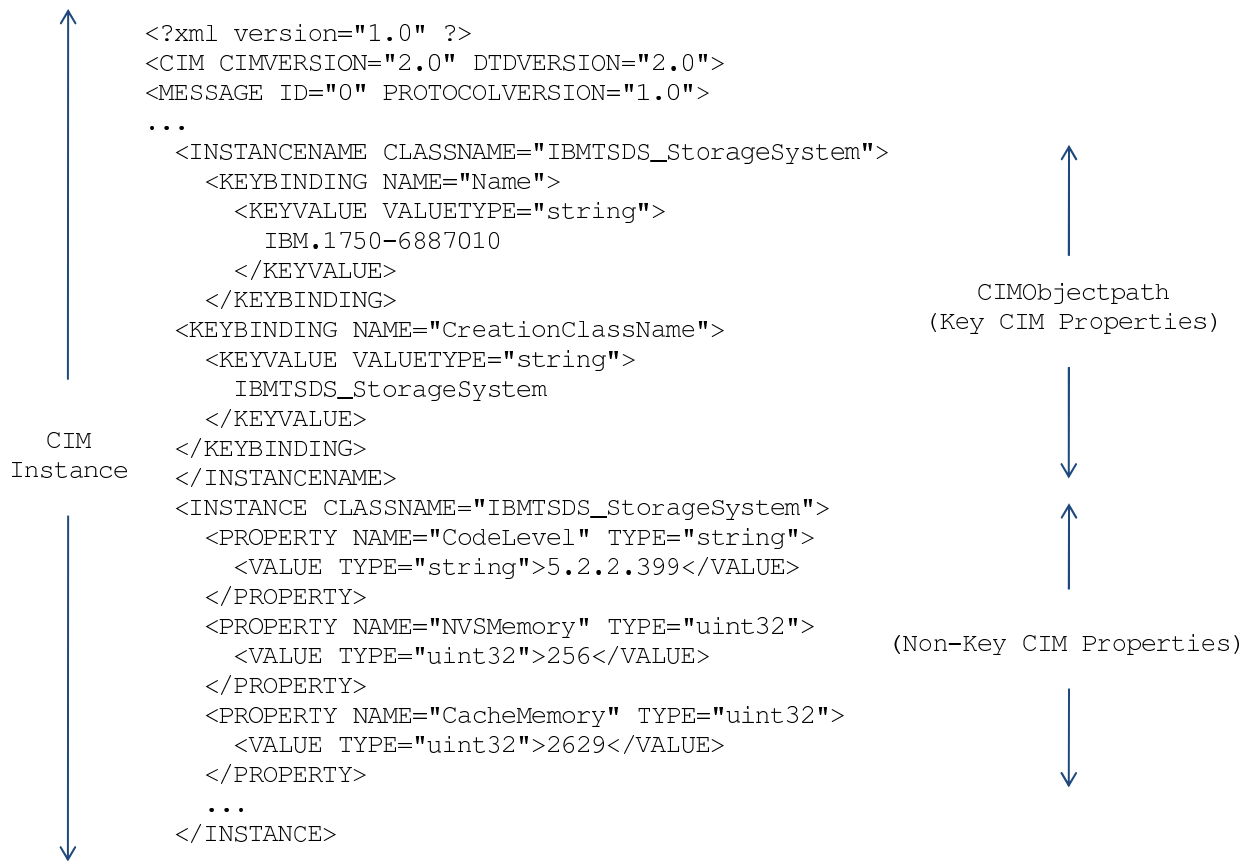 <?xml version="1.0" ?>
<CIM CIMVERSION="2.0" DTDVERSION="2.0">
<MESSAGE ID="0" PROTOCOLVERSION="1.0">
...
<INSTANCENAME CLASSNAME="IBMTSDS_StorageSystem">
<KEYBINDING NAME="Name">
<KEYVALUE VALUETYPE="string">
IBM.1750-6887010
</KEYVALUE>
</KEYBINDING>
<KEYBINDING NAME="CreationClassName">
<KEYVALUE VALUETYPE="string">
IBMTSDS_StorageSystem
</KEYVALUE>
</KEYBINDING>
</INSTANCENAME>
<INSTANCE CLASSNAME="IBMTSDS_StorageSystem">
<PROPERTY NAME="CodeLevel" TYPE="string">
<VALUE TYPE="string">5.2.2.399</VALUE>
</PROPERTY>
<PROPERTY NAME="NVSMemory" TYPE="uint32">
<VALUE TYPE="uint32">256</VALUE>
</PROPERTY>
<PROPERTY NAME="CacheMemory" TYPE="uint32">
<VALUE TYPE="uint32">2629</VALUE>
</PROPERTY>
...
</INSTANCE>
CIM
Instance
CIMObjectpath
(Key CIM Properties)
(Non-Key CIM Properties)